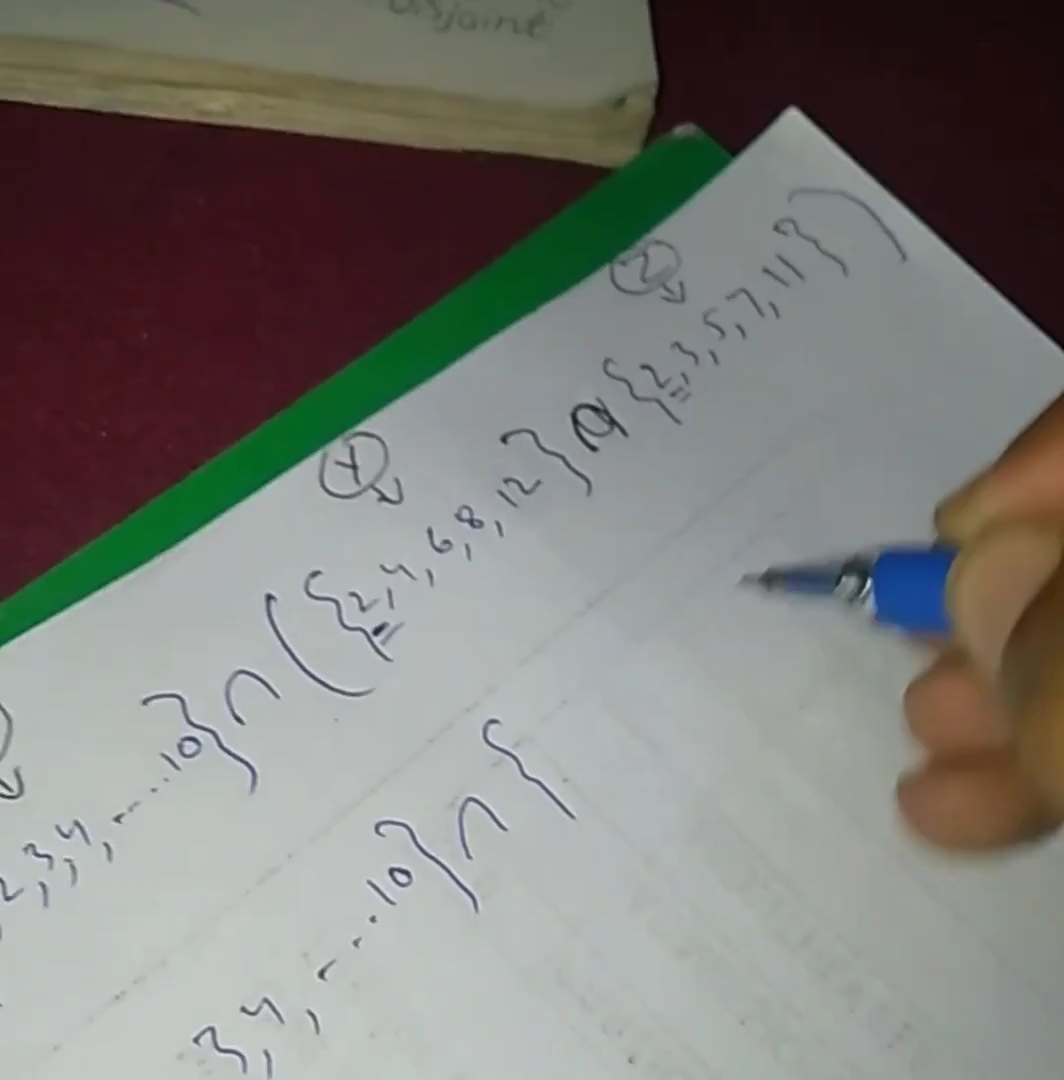 disjoint
X Z
2,3,4,....10} ∩ ({2,4,6,8,12} ∩ {2,3,5,7,11})
3,4,....10} ∩ {